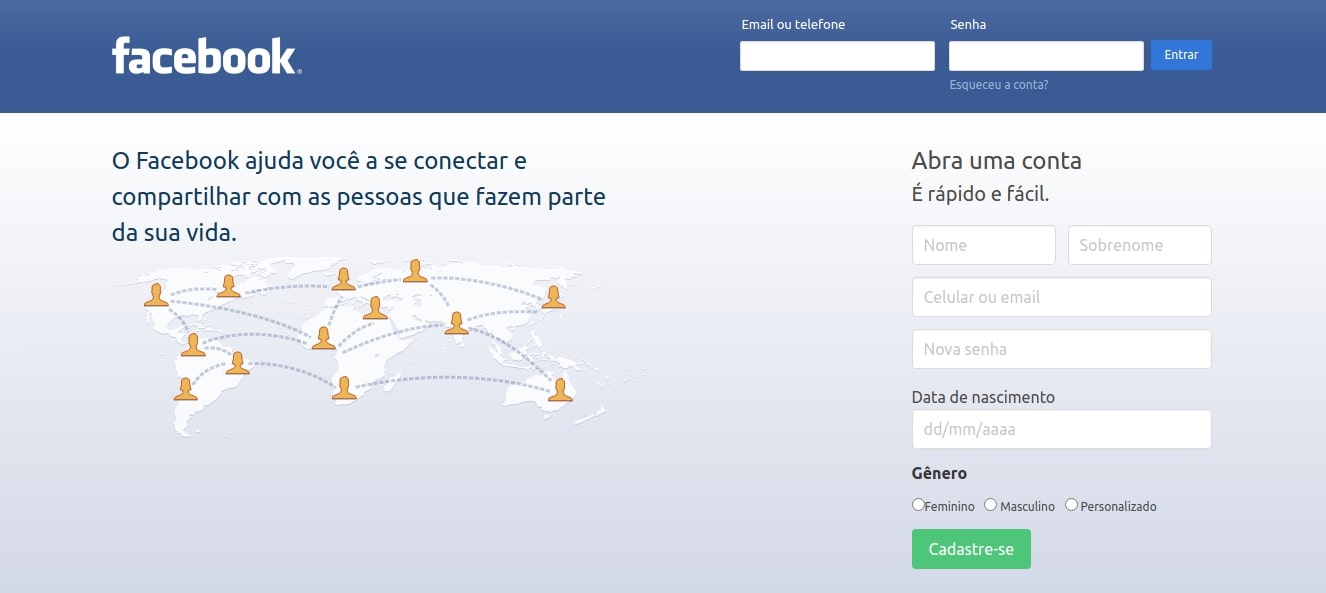 facebook®
Email ou telefone
Senha
Entrar
Esqueceu a conta?
O Facebook ajuda você a se conectar e
compartilhar com as pessoas que fazem parte
da sua vida.
Abra uma conta
É rápido e fácil.
Nome
Sobrenome
Celular ou email
Nova senha
Data de nascimento
dd/mm/aaaa
Gênero
Feminino Masculino Personalizado
Cadastre-se